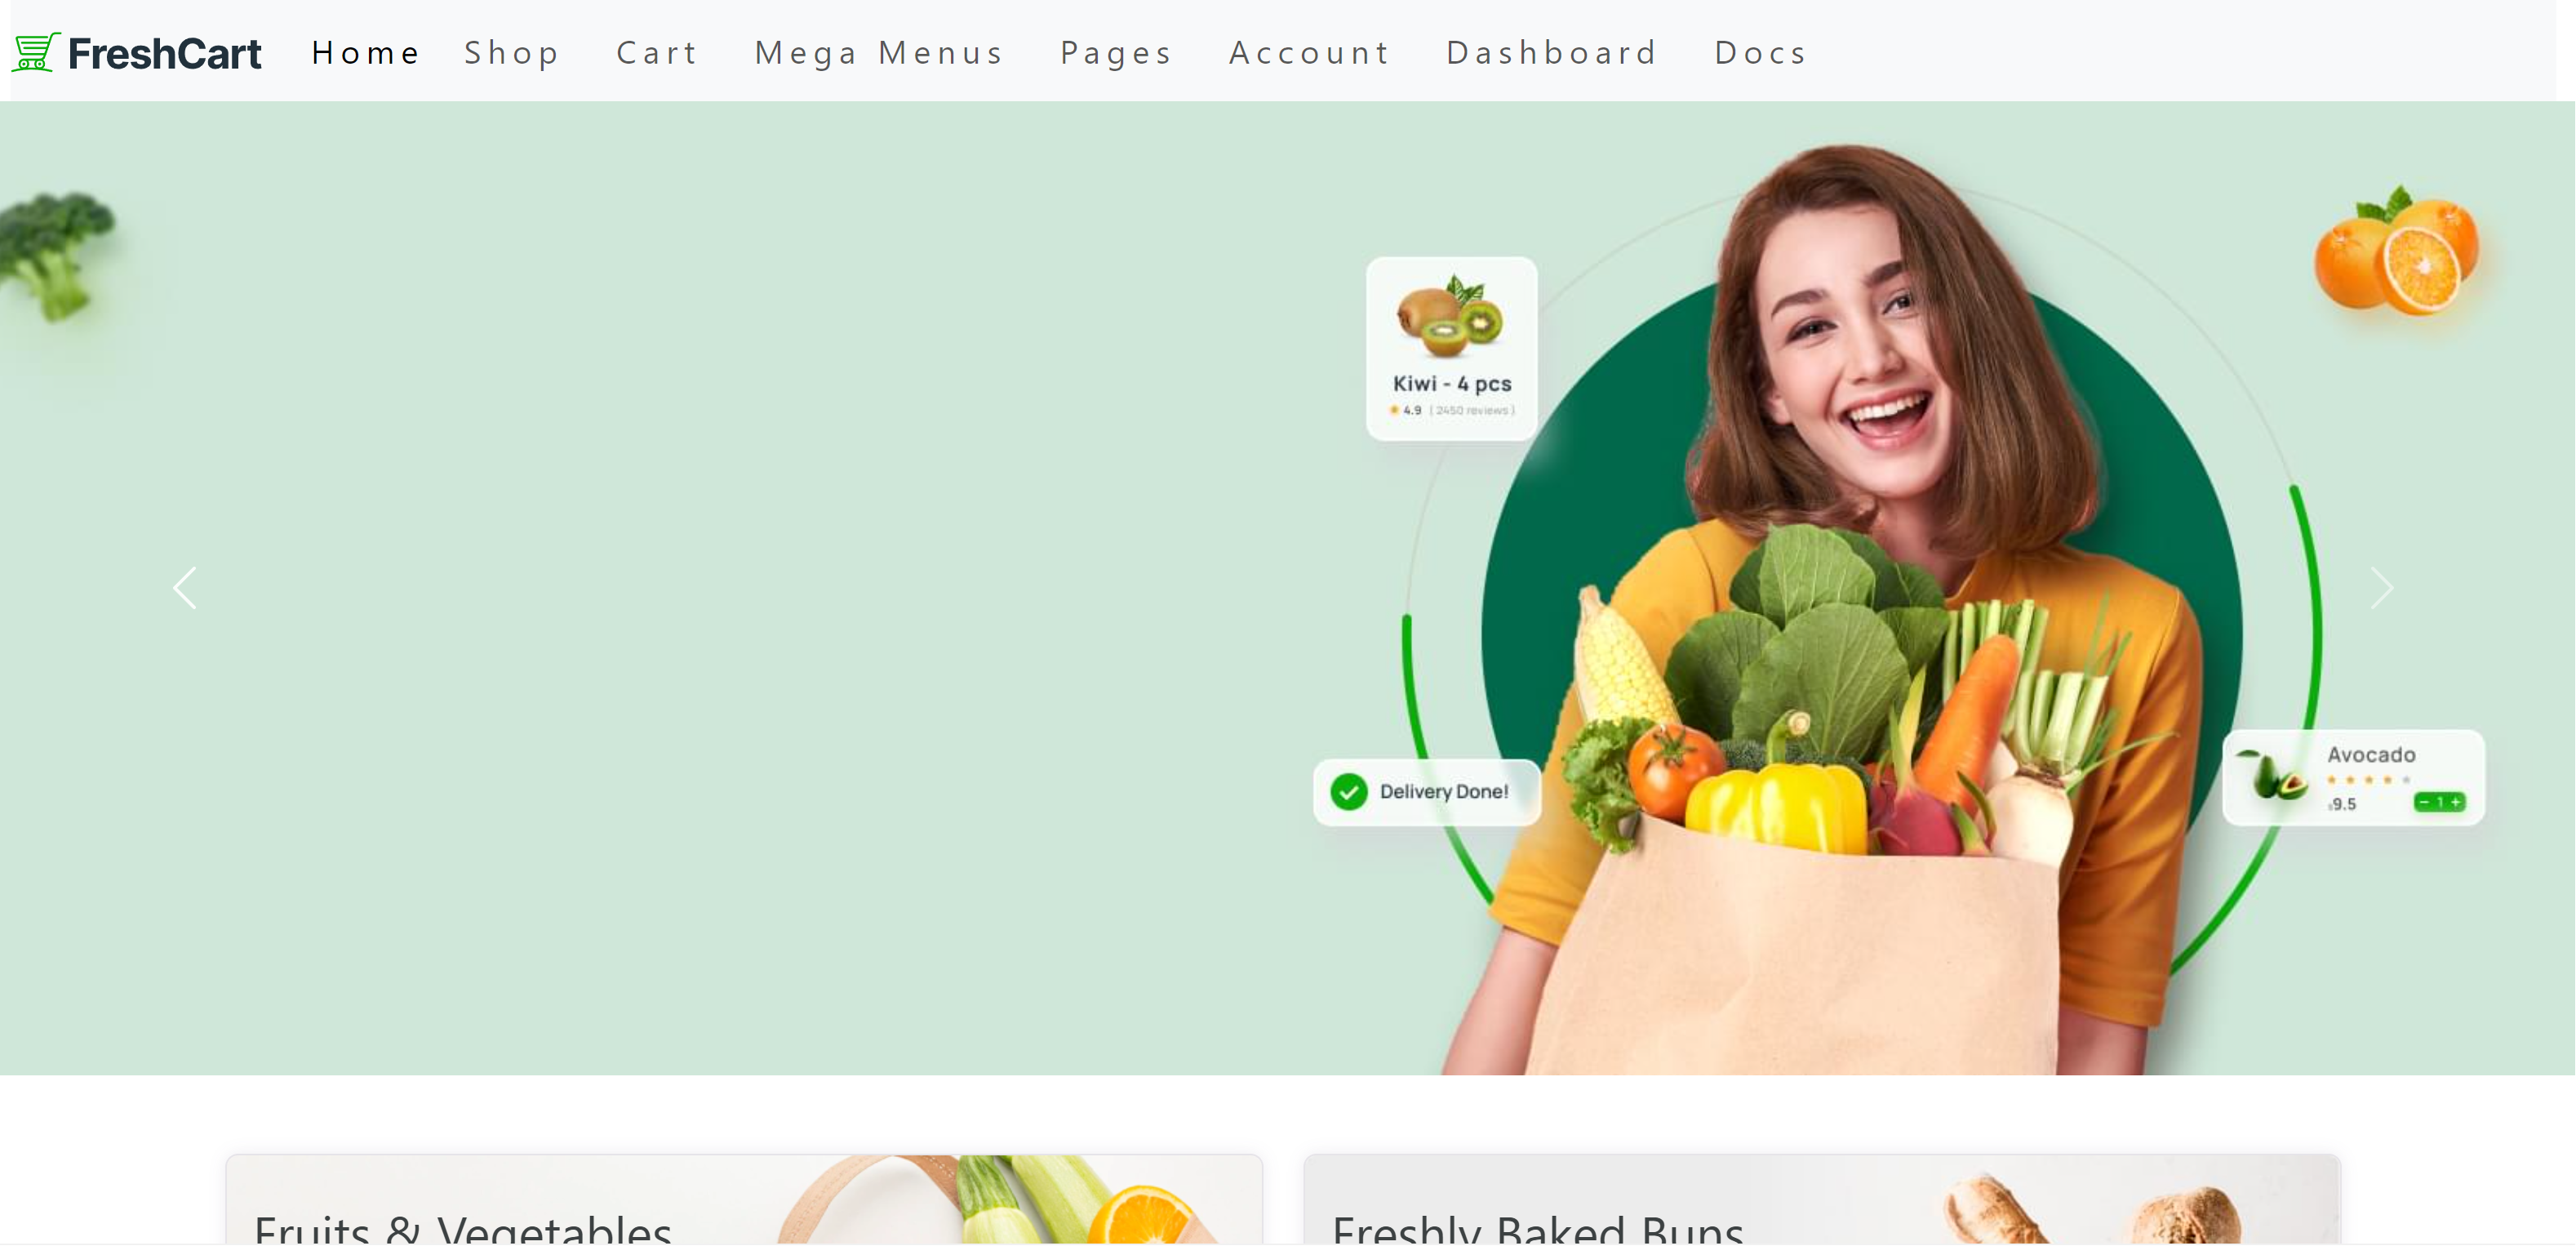 FreshCart Home Shop Cart Mega Menus Pages Account Dashboard Docs
Kiwi - 4 pcs
4.9 (2450 reviews)
Delivery Done!
Avocado
$9.5
- 1 +
Fruits & Vegetables
Freshly Baked Buns